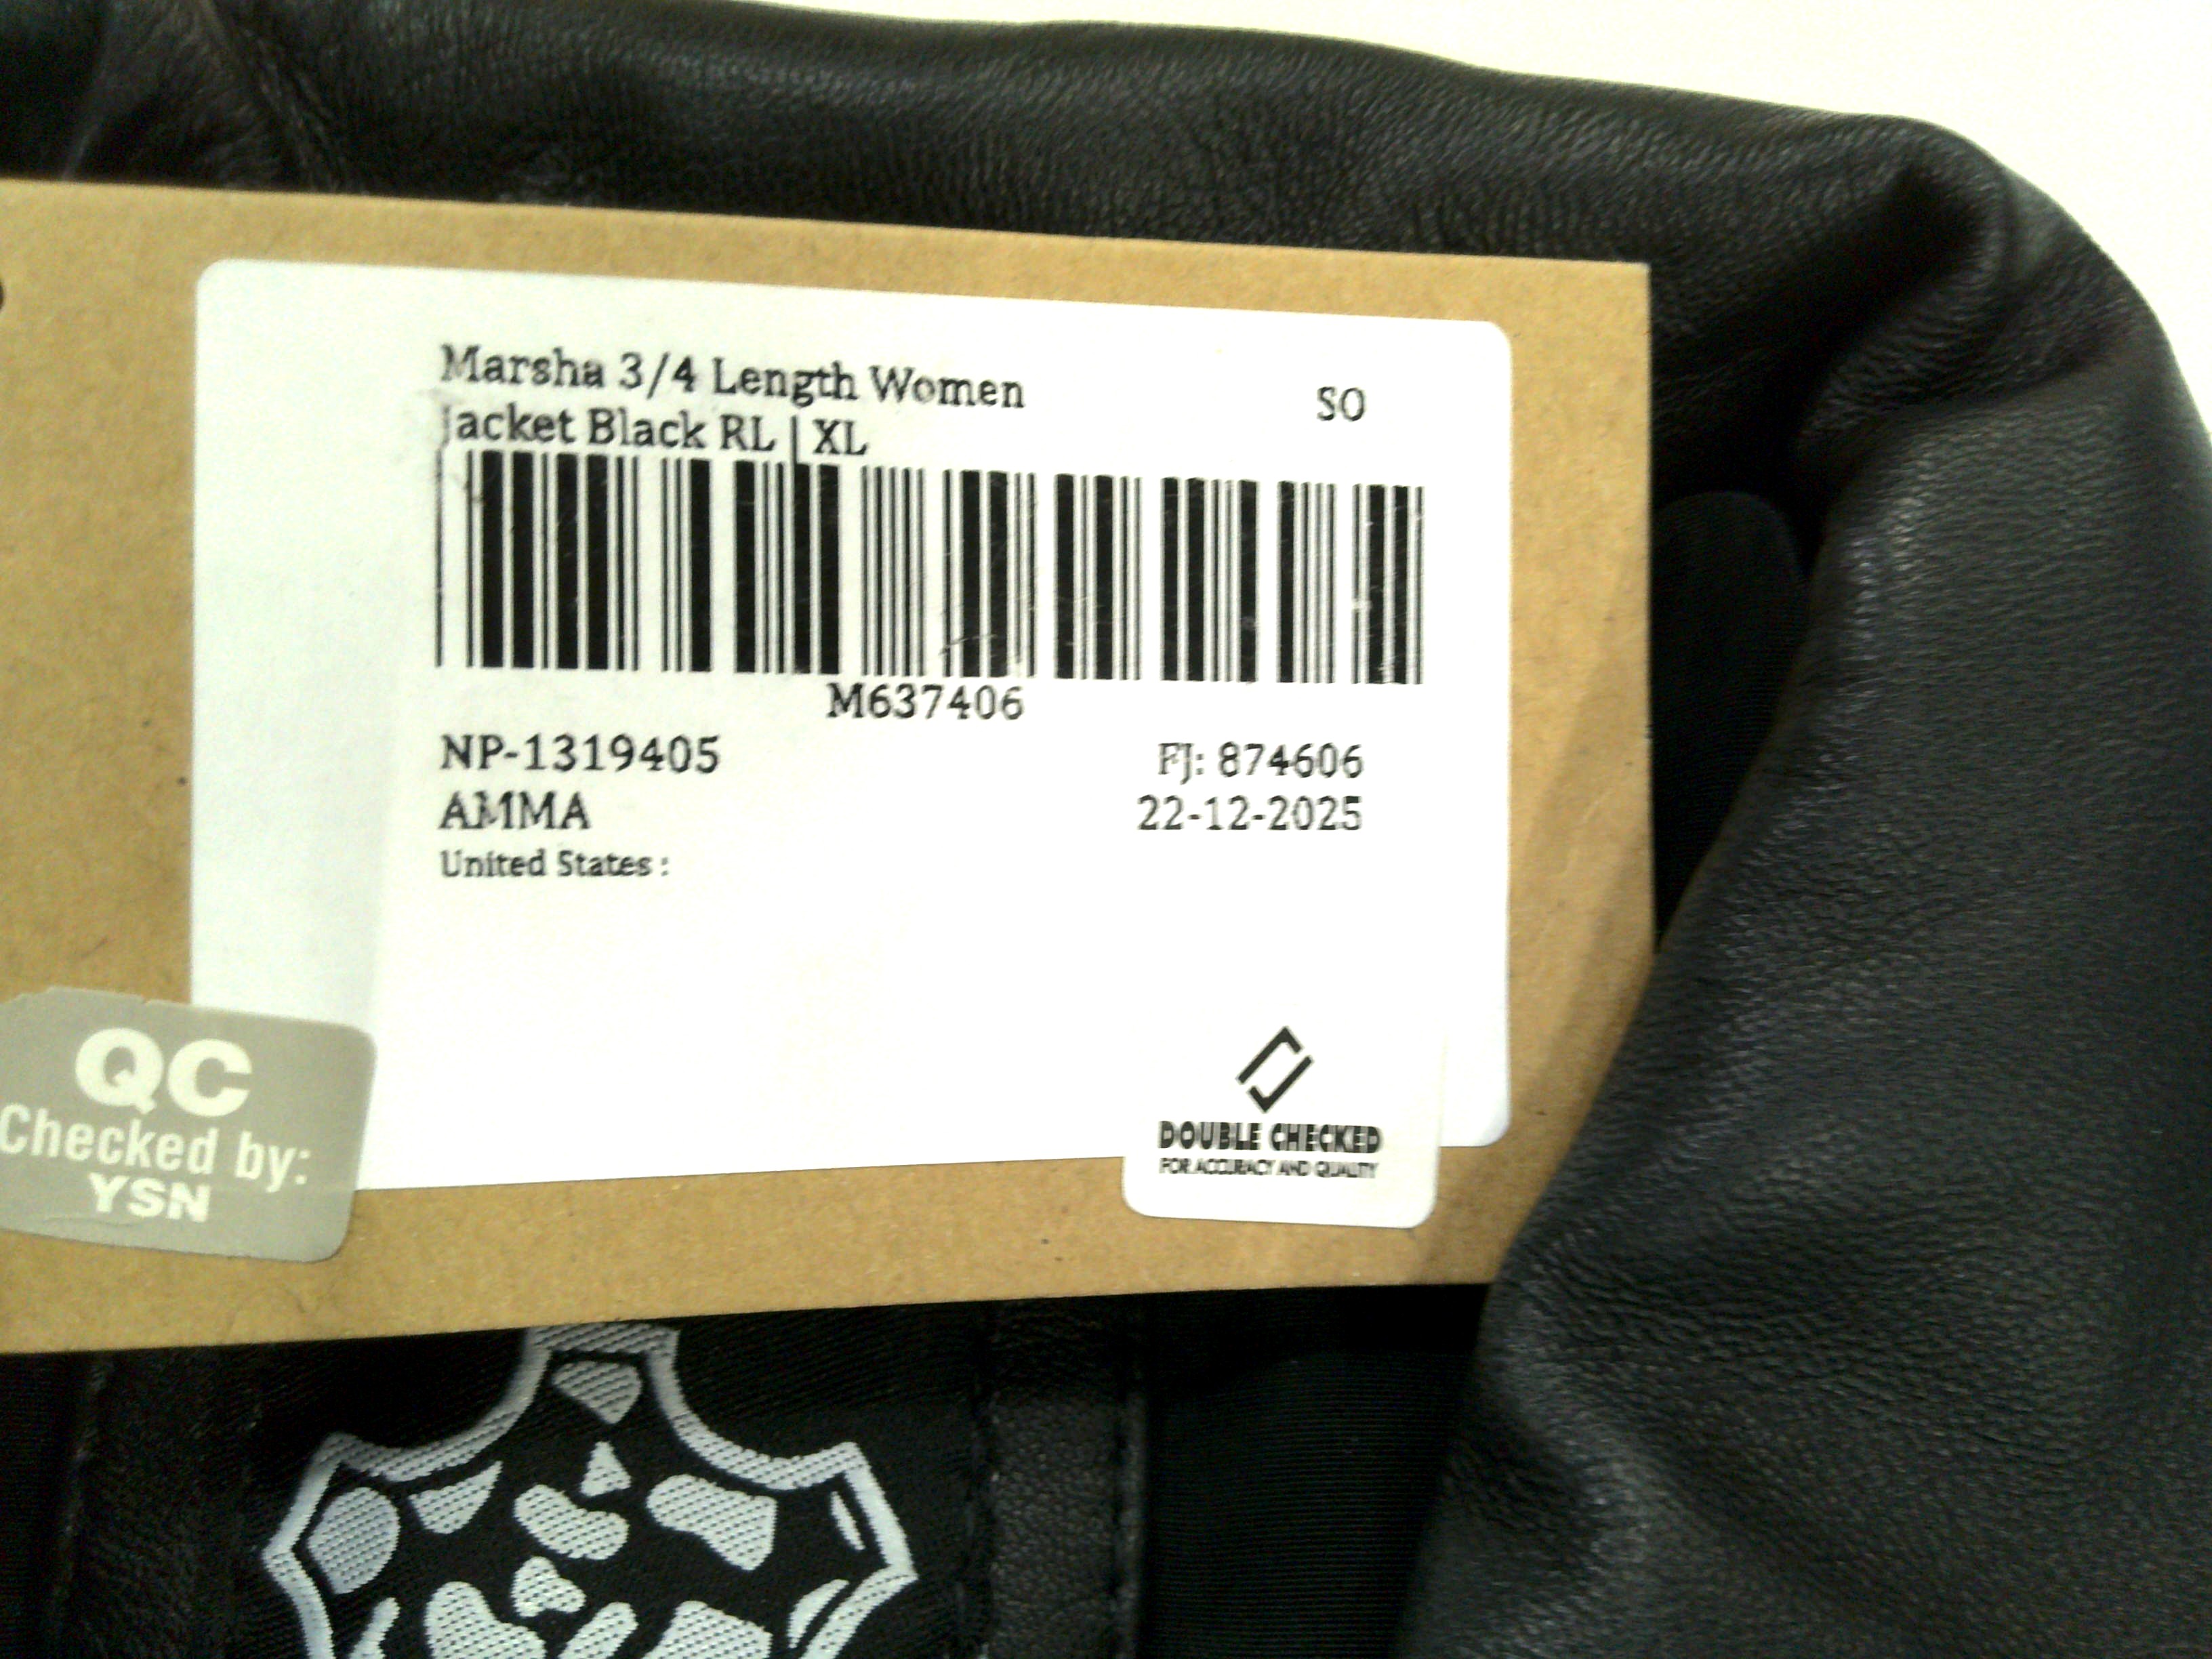 Marsha 3/4 Length Women
Jacket Black RL | XL
SO
M637406
NP-1319405
FJ: 874606
AMMA
22-12-2025
United States :
QC
Checked by:
YSN
DOUBLE CHECKED
FOR ACCURACY AND QUALITY